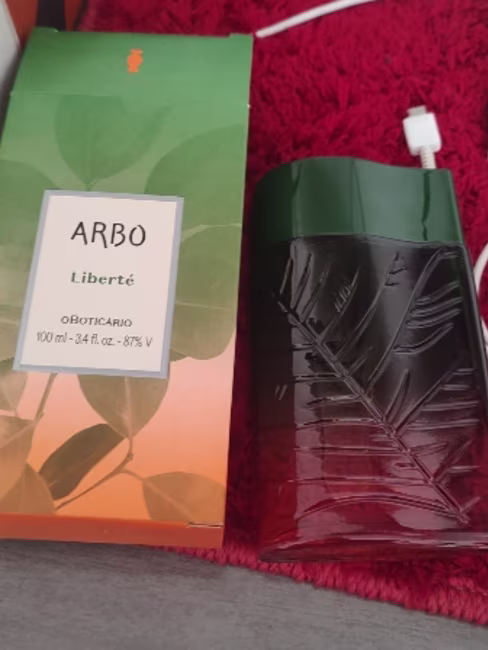 ARBO
Liberté
oBOTICÁRIO
100 ml - 3.4 fl. oz. - 87% V